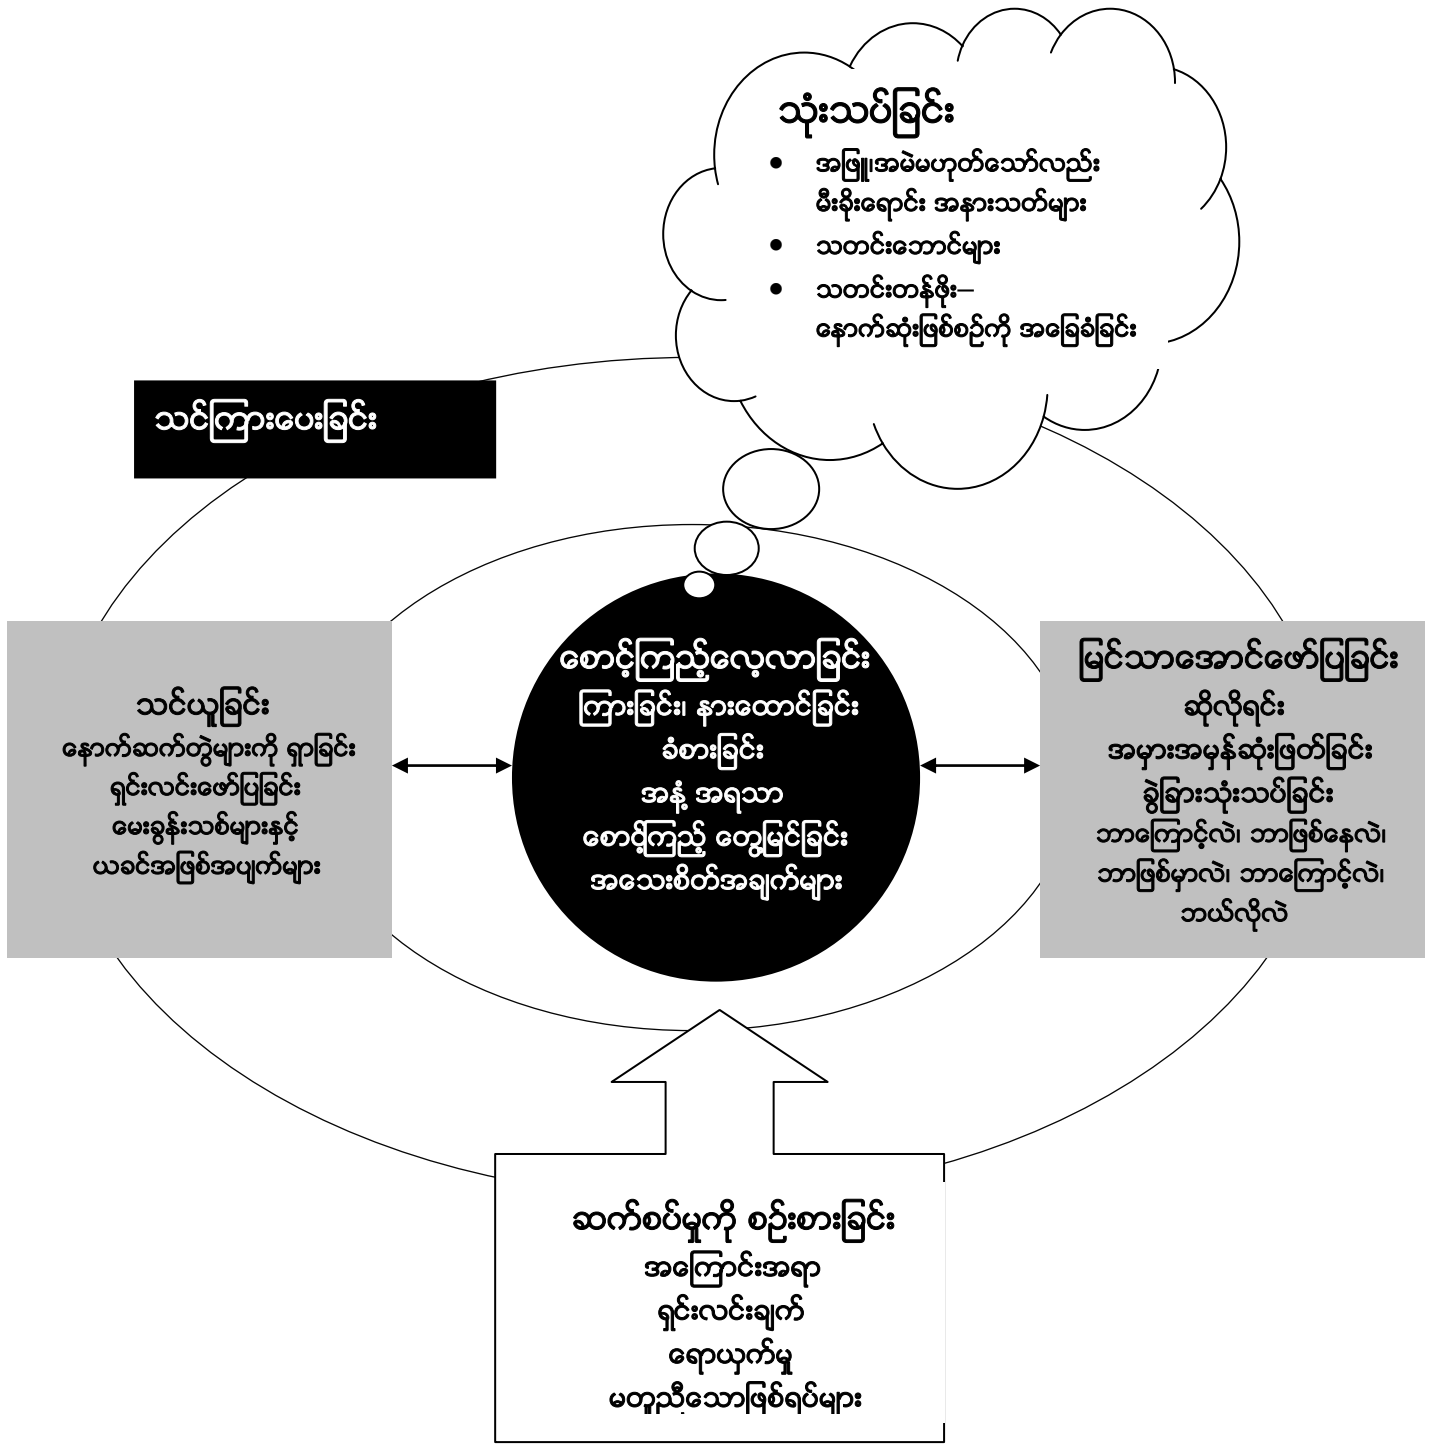 သုံးသပ်ခြင်း
• အဖြူ၊အမဲမဟုတ်သော်လည်း
မီးခိုးရောင်း အနားသတ်များ
• သတင်းဘောင်များ
• သတင်းတန်ဖိုး–
နောက်ဆုံးဖြစ်စဉ်ကို အခြေခံခြင်း
သင်ကြားပေးခြင်း
သင်ယူခြင်း
နောက်ဆက်တွဲများကို ရှာခြင်း
ရှင်းလင်းဖော်ပြခြင်း
မေးခွန်းသစ်များနှင့်
ယခင်အဖြစ်အပျက်များ
စောင့်ကြည့်လေ့လာခြင်း
ကြားခြင်း၊ နားထောင်ခြင်း
ခံစားခြင်း
အနံ့ အရသာ
စောင့်ကြည့် တွေ့မြင်ခြင်း
အသေးစိတ်အချက်များ
မြင်သာအောင်ဖော်ပြခြင်း
ဆိုလိုရင်း
အမှားအမှန်ဆုံးဖြတ်ခြင်း
ခွဲခြားသုံးသပ်ခြင်း
ဘာကြောင့်လဲ၊ ဘာဖြစ်နေလဲ၊
ဘာဖြစ်မှာလဲ၊ ဘာကြောင့်လဲ၊
ဘယ်လိုလဲ
ဆက်စပ်မှုကို စဉ်းစားခြင်း
အကြောင်းအရာ
ရှင်းလင်းချက်
ရောယှက်မှု
မတူညီသောဖြစ်ရပ်များ